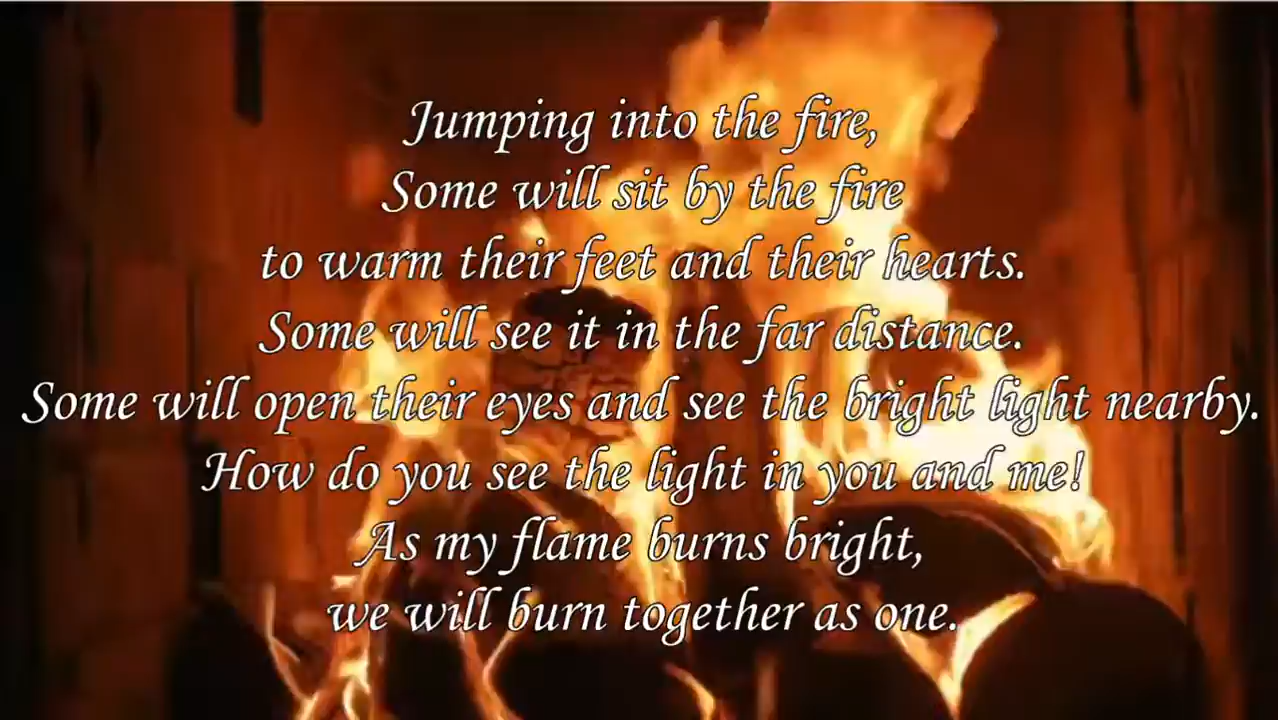 Jumping into the fire,
Some will sit by the fire
to warm their feet and their hearts.
Some will see it in the far distance.
Some will open their eyes and see the bright light nearby.
How do you see the light in you and me!
As my flame burns bright,
we will burn together as one.